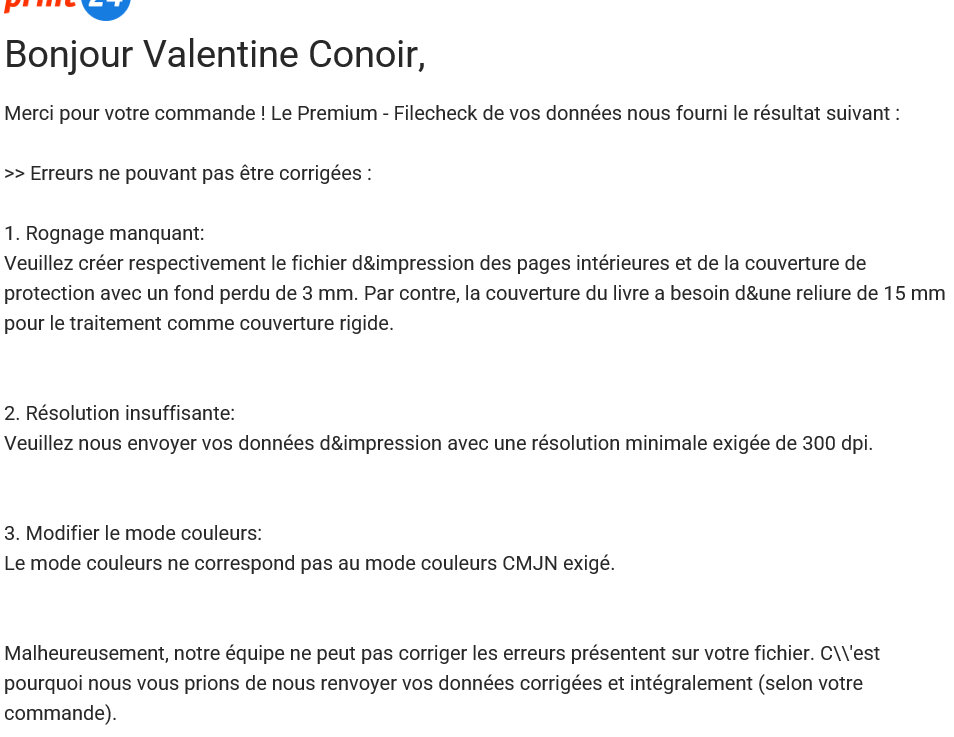 print 24
Bonjour Valentine Conoir,
Merci pour votre commande ! Le Premium - Filecheck de vos données nous fourni le résultat suivant :
>> Erreurs ne pouvant pas être corrigées :
1. Rognage manquant:
Veuillez créer respectivement le fichier d&impression des pages intérieures et de la couverture de
protection avec un fond perdu de 3 mm. Par contre, la couverture du livre a besoin d&une reliure de 15 mm
pour le traitement comme couverture rigide.
2. Résolution insuffisante:
Veuillez nous envoyer vos données d&impression avec une résolution minimale exigée de 300 dpi.
3. Modifier le mode couleurs:
Le mode couleurs ne correspond pas au mode couleurs CMJN exigé.
Malheureusement, notre équipe ne peut pas corriger les erreurs présentent sur votre fichier. C\\'est
pourquoi nous vous prions de nous renvoyer vos données corrigées et intégralement (selon votre
commande).